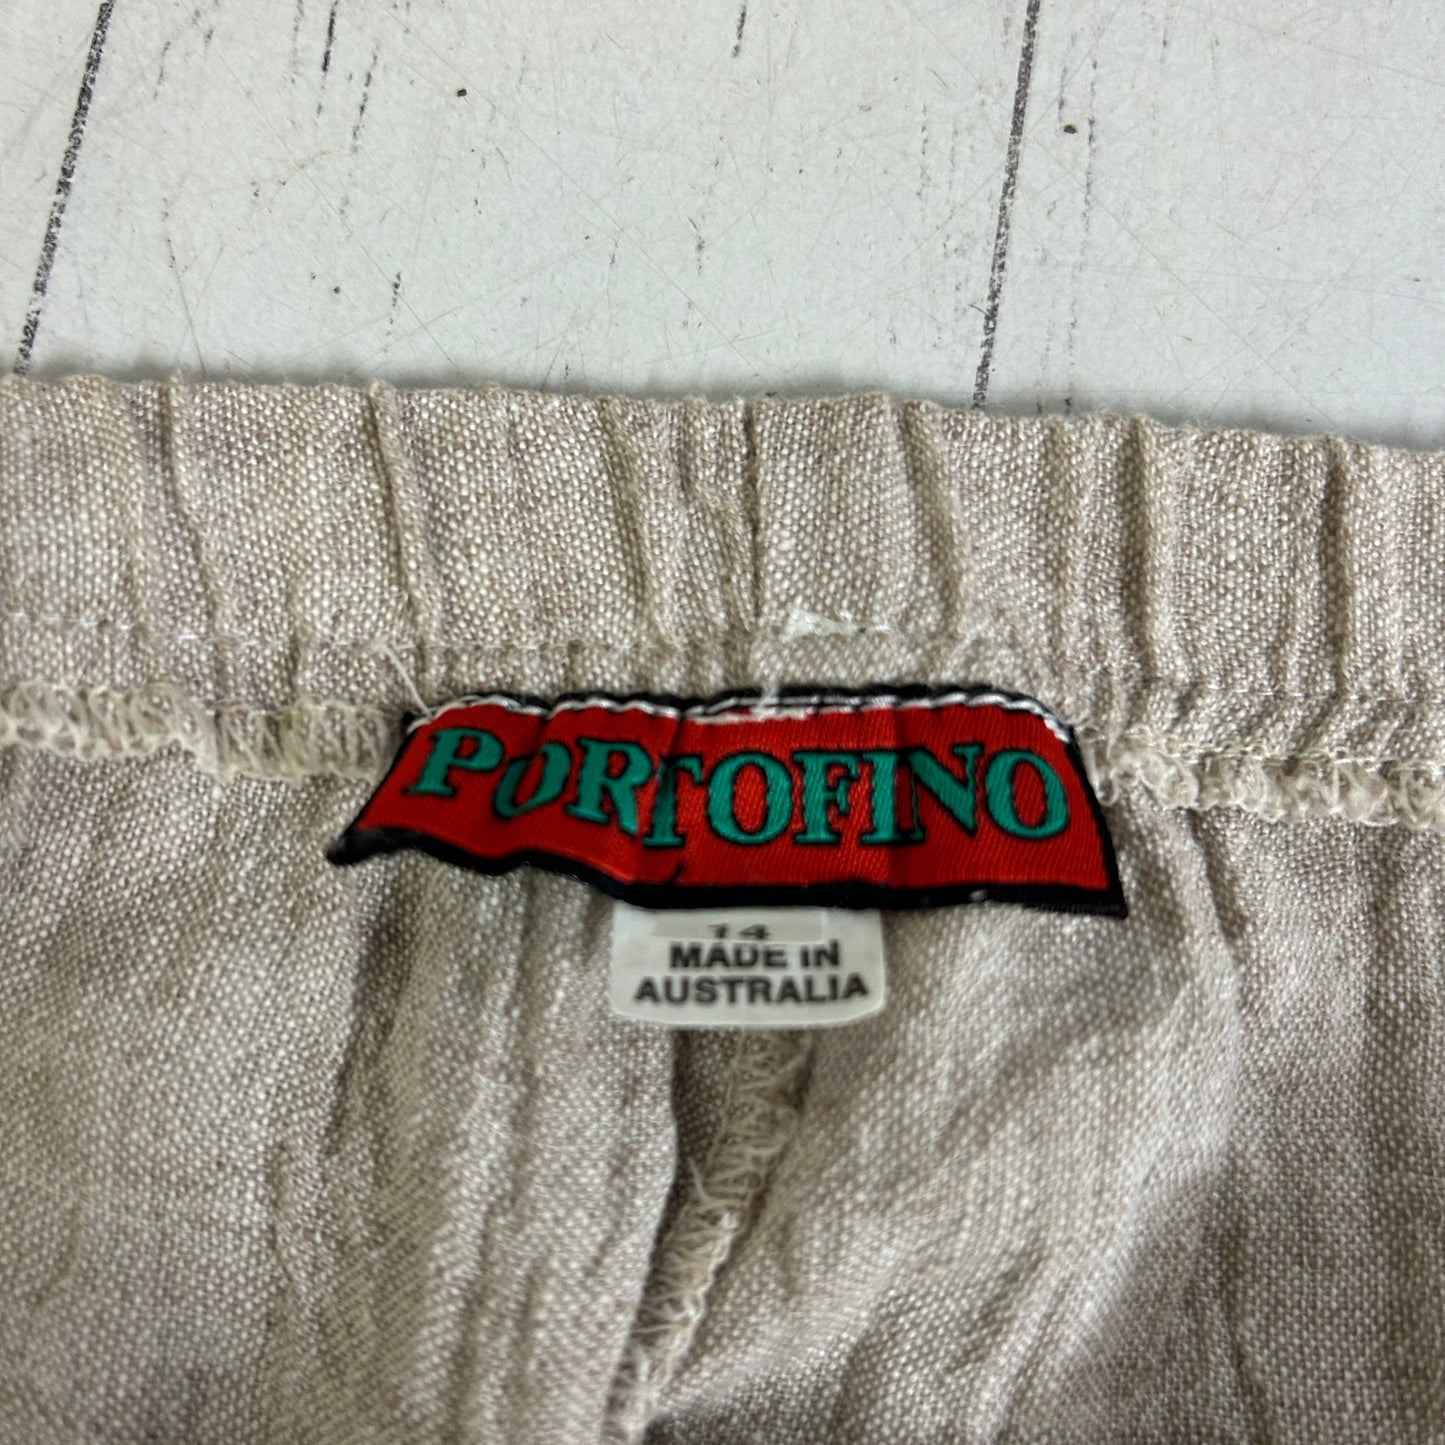 PORTOFINO
14
MADE IN
AUSTRALIA